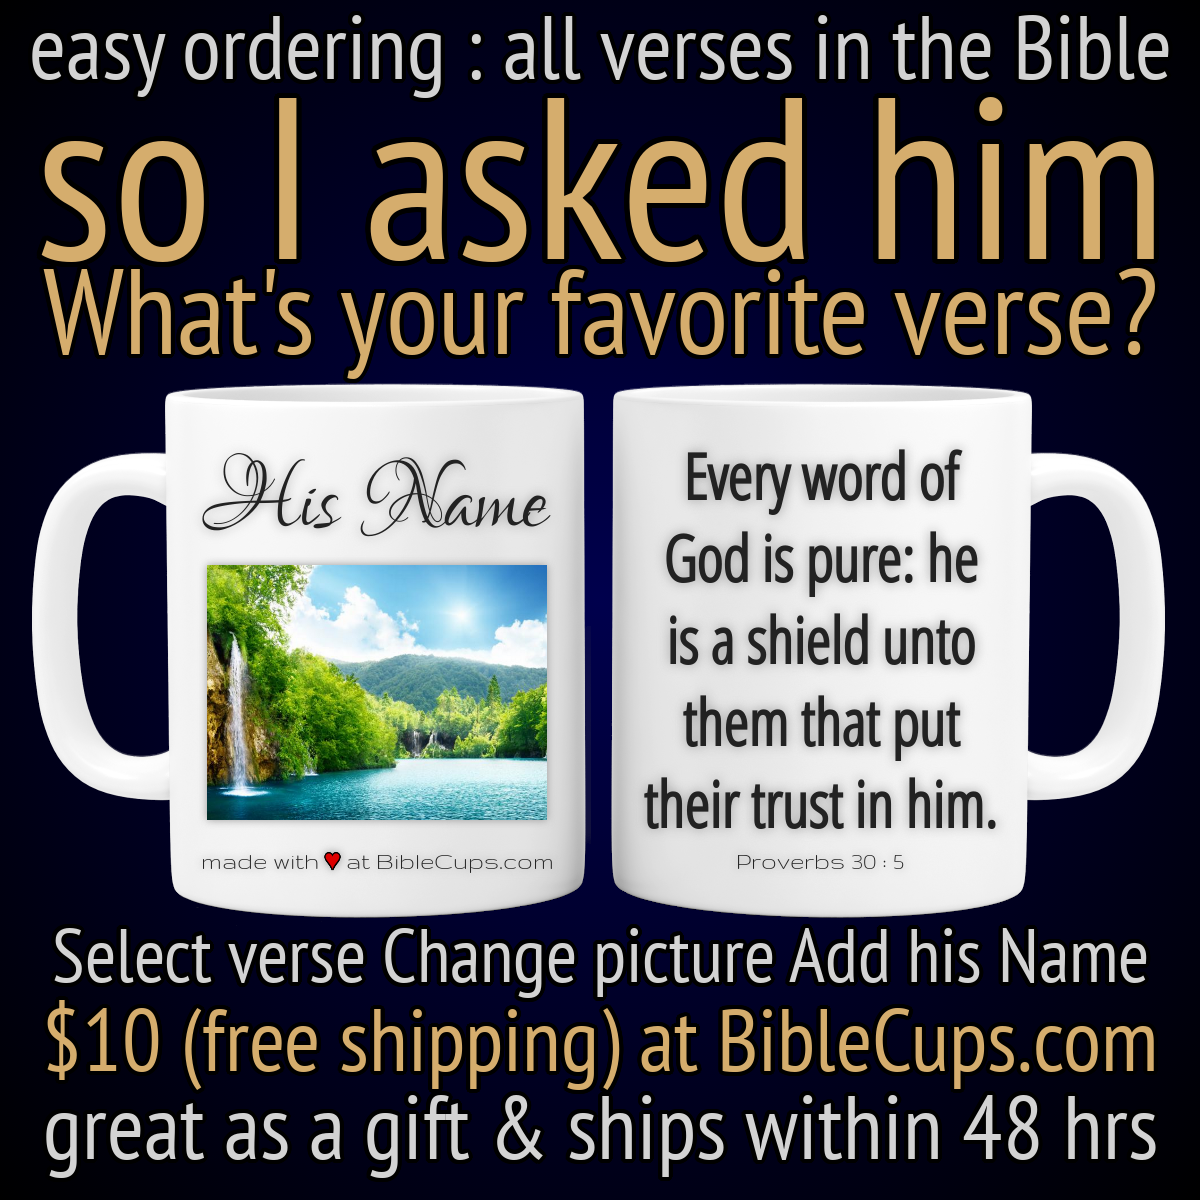 easy ordering : all verses in the Bible
so I asked him
What's your favorite verse?
His Name
made with ♥ at BibleCups.com
Every word of
God is pure: he
is a shield unto
them that put
their trust in him.
Proverbs 30 : 5
Select verse Change picture Add his Name
$10 (free shipping) at BibleCups.com
great as a gift & ships within 48 hrs